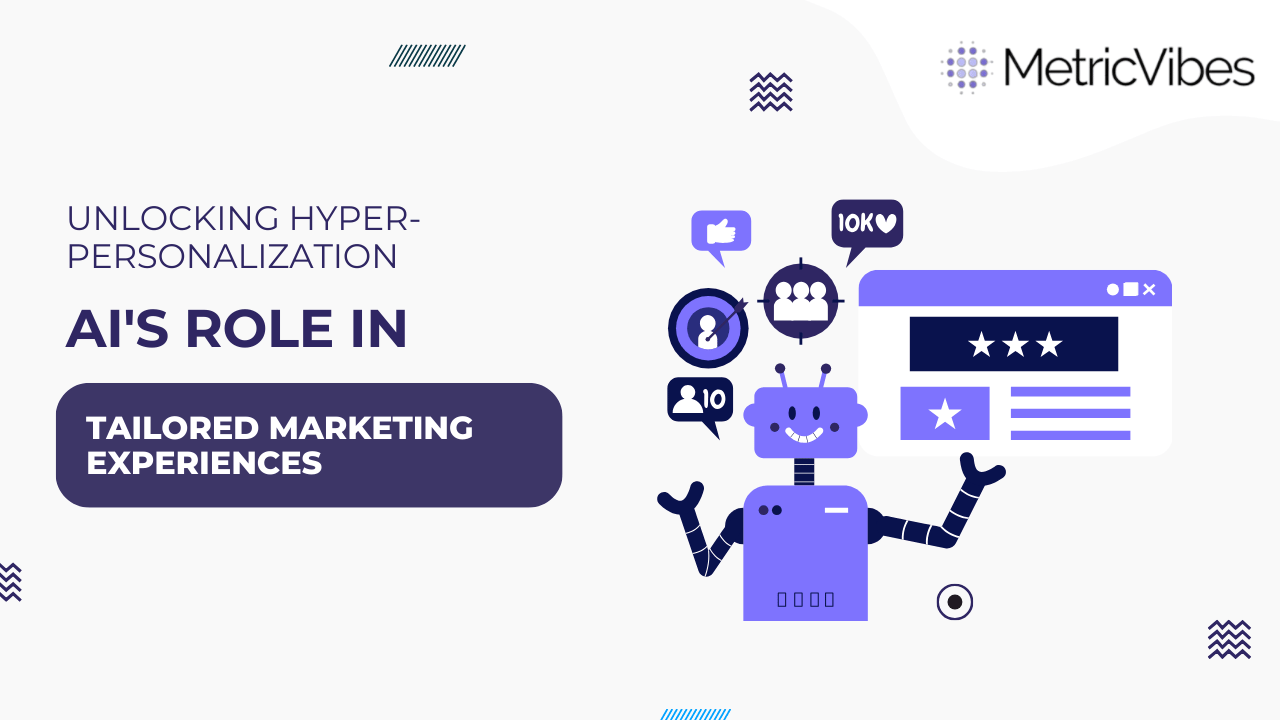 MetricVibes
UNLOCKING HYPER-
PERSONALIZATION
AI'S ROLE IN
TAILORED MARKETING
EXPERIENCES
10K
10